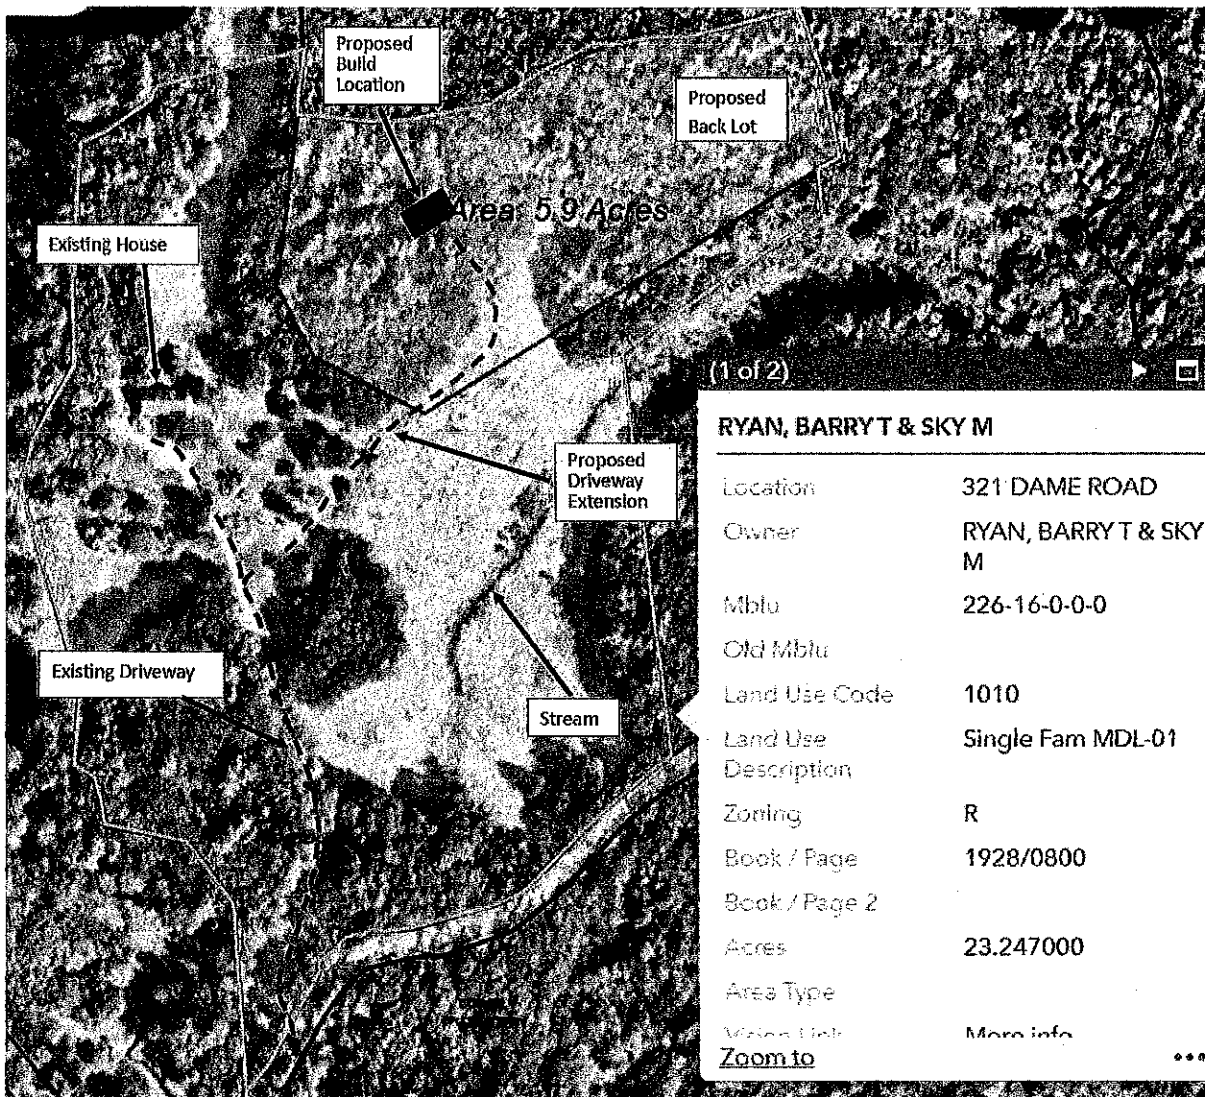 Proposed
Build
Location
Proposed
Back Lot
Area: 5.9 Acres
Existing House
(1 of 2)
RYAN, BARRY T & SKY M
Location 321 DAME ROAD
Owner RYAN, BARRY T & SKY
M
Mblu 226-16-0-0-0
Old Mblu
Land Use Code 1010
Land Use Single Fam MDL-01
Description
Zoning R
Book / Page 1928/0800
Book / Page 2
Acres 23.247000
Area Type
Vision Link More info
Zoom to
Proposed
Driveway
Extension
Existing Driveway
Stream